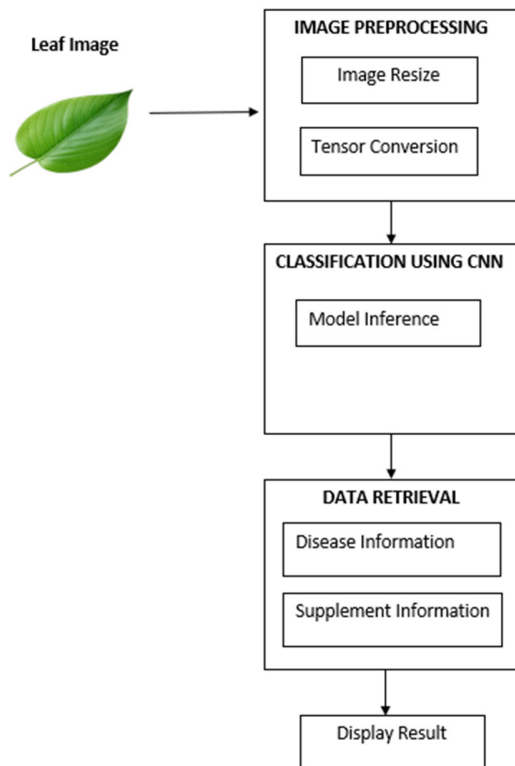 Leaf Image
IMAGE PREPROCESSING
Image Resize
Tensor Conversion
CLASSIFICATION USING CNN
Model Inference
DATA RETRIEVAL
Disease Information
Supplement Information
Display Result